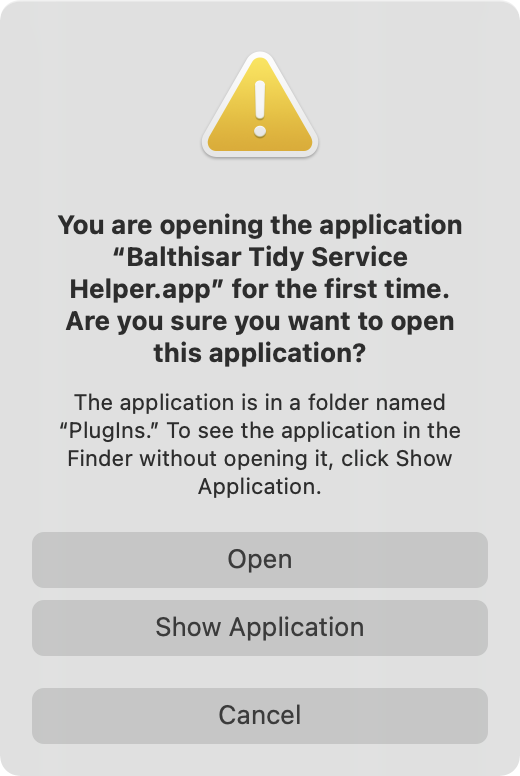 You are opening the application
“Balthisar Tidy Service
Helper.app” for the first time.
Are you sure you want to open
this application?
The application is in a folder named
“PlugIns.” To see the application in the
Finder without opening it, click Show
Application.
Open
Show Application
Cancel